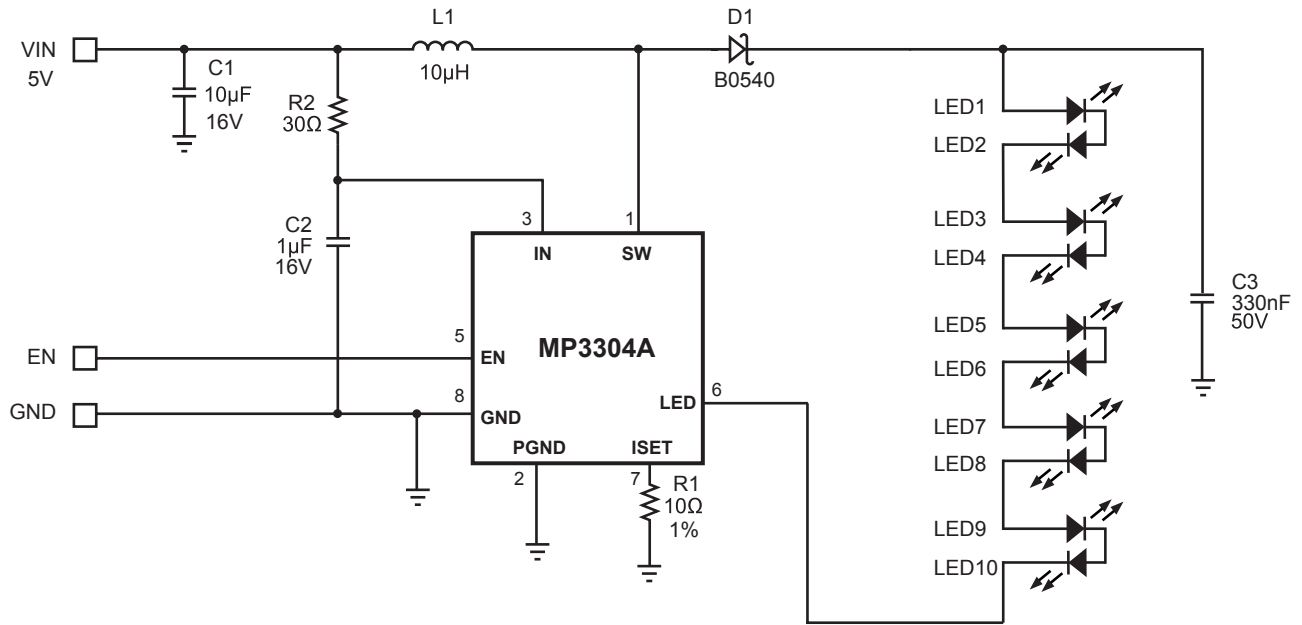 VIN
5V
C1
10µF
16V
R2
30Ω
L1
10µH
D1
B0540
C2
1µF
16V
3
1
IN
SW
MP3304A
EN
5
EN
GND
8
GND
LED
6
PGND
ISET
2
7
R1
10Ω
1%
LED1
LED2
LED3
LED4
LED5
LED6
LED7
LED8
LED9
LED10
C3
330nF
50V